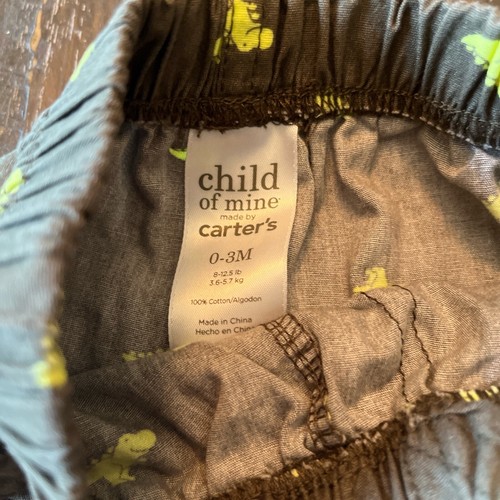 child
of mine
made by
carter's
0-3M
8-12.5 lb
3.6-5.7 kg
100% Cotton/Algodon
Made in China
Hecho en China